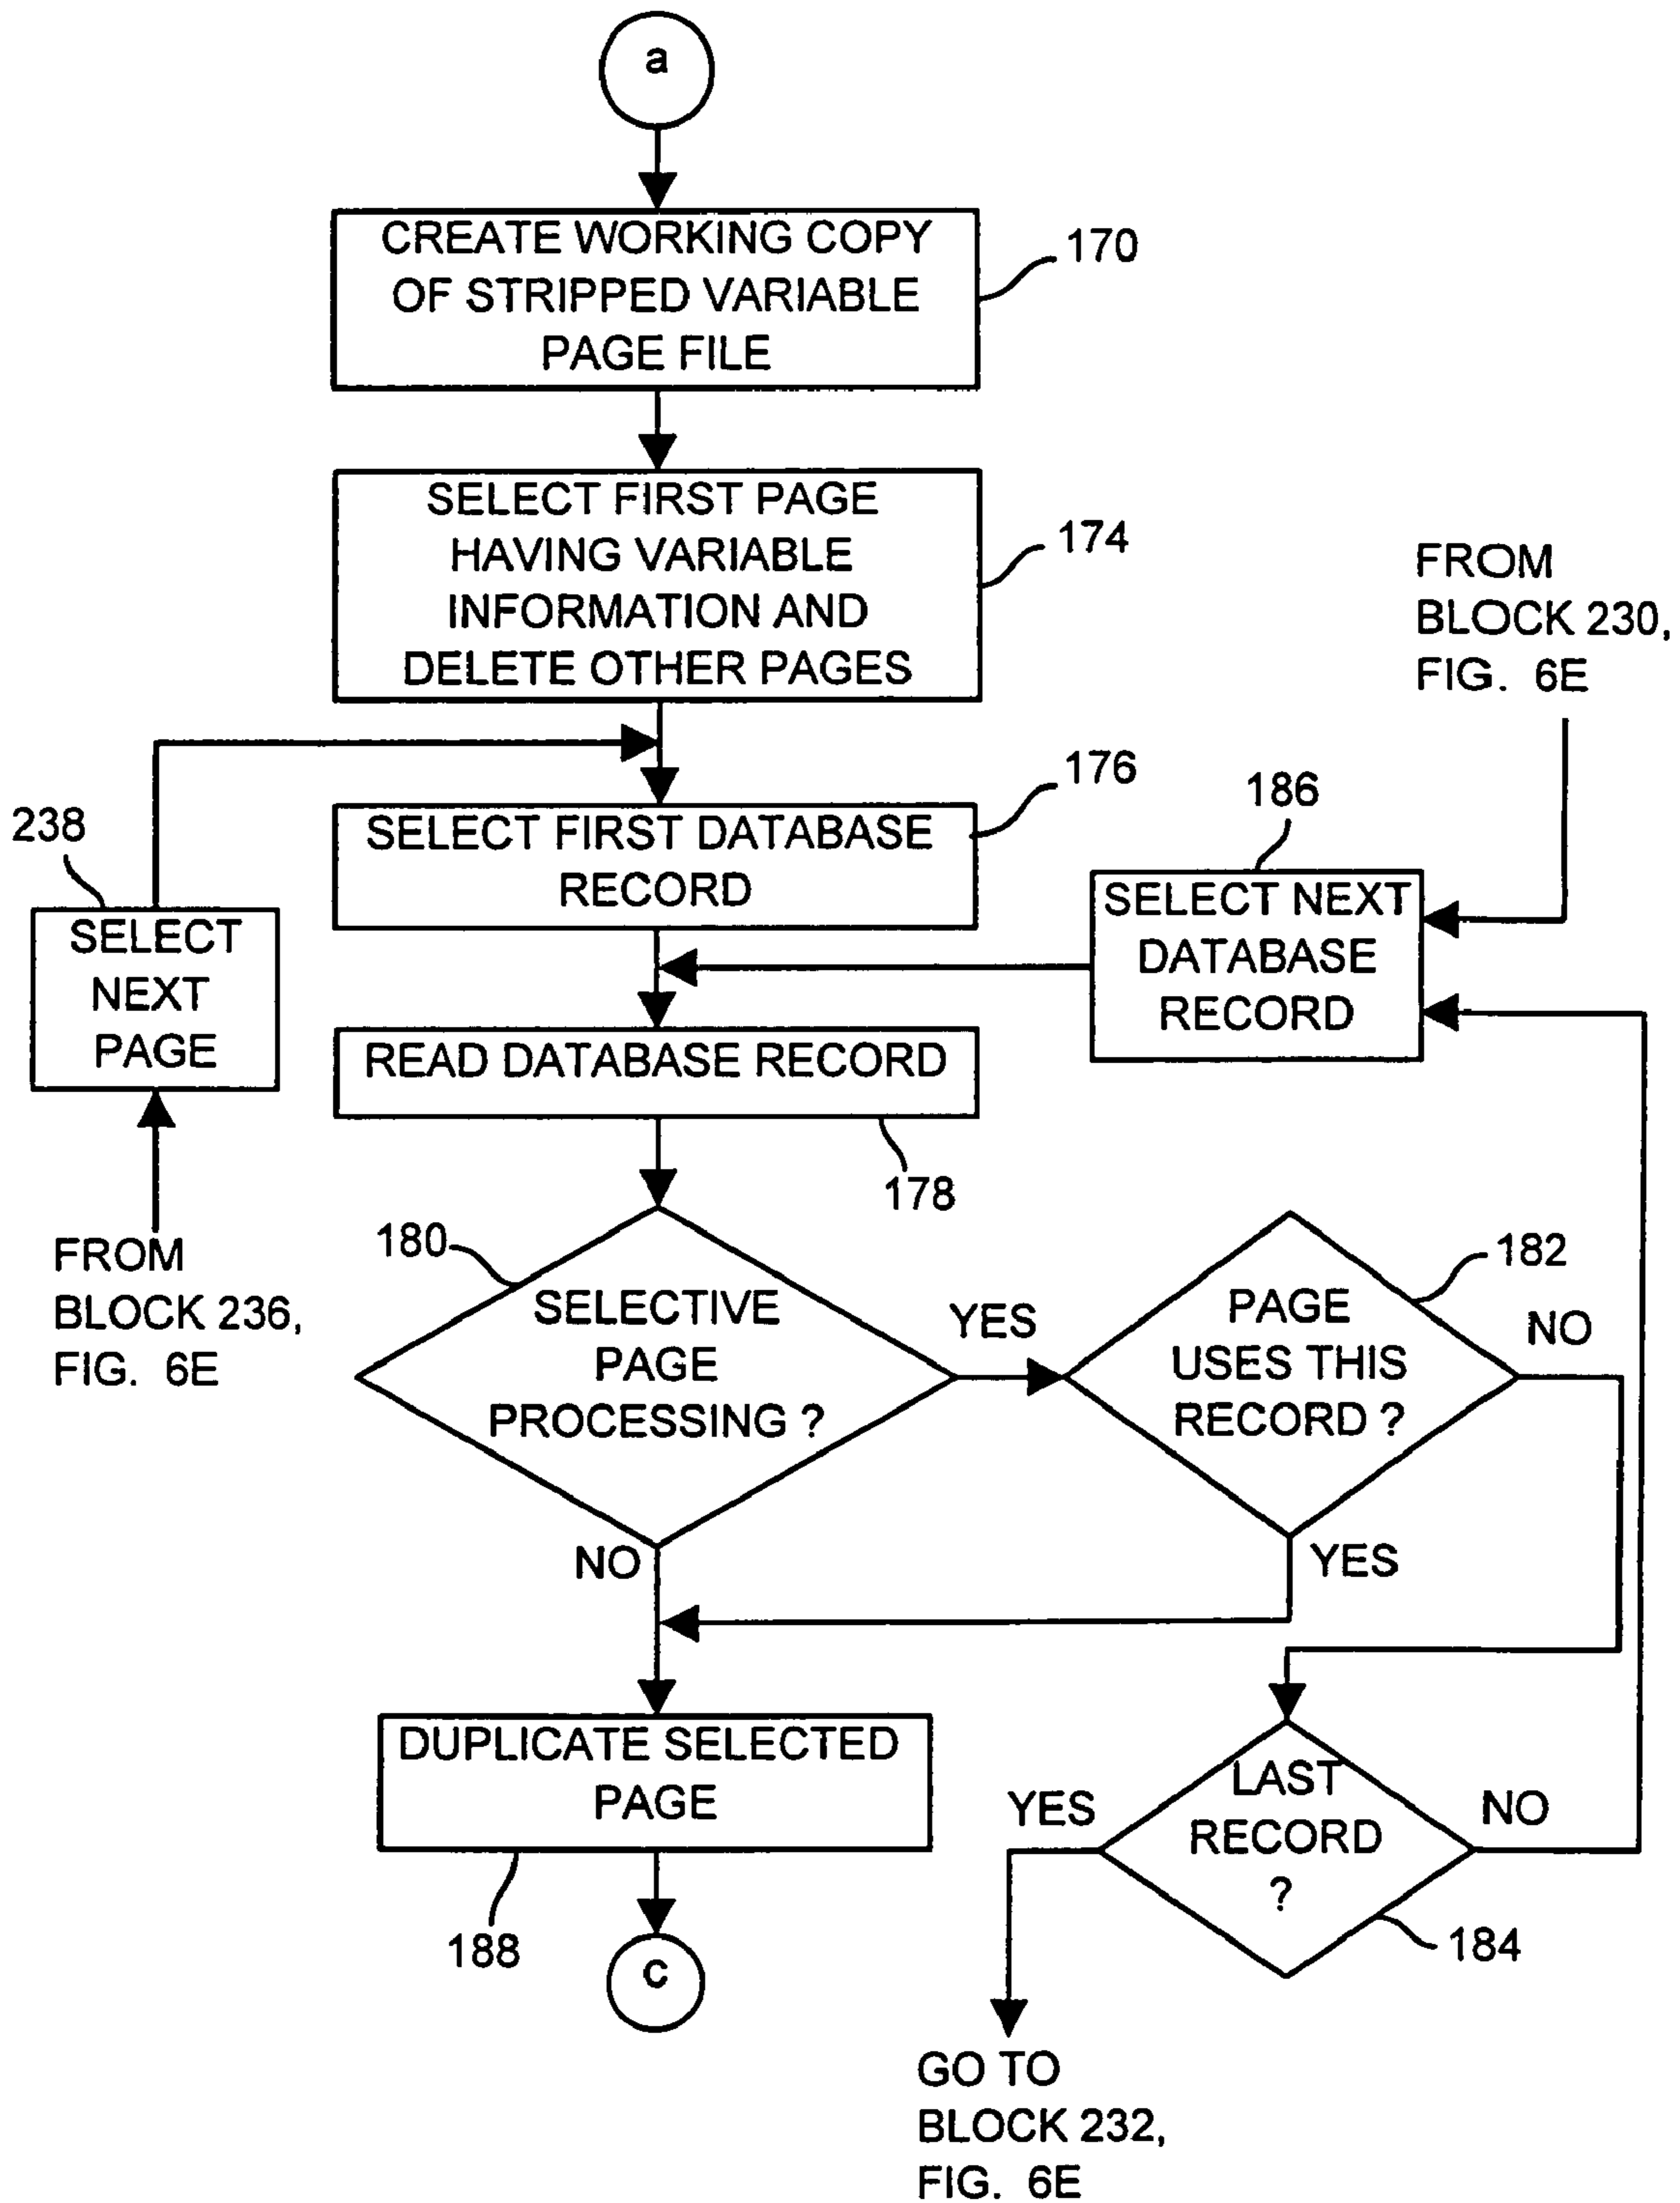 a
CREATE WORKING COPY
OF STRIPPED VARIABLE
PAGE FILE
170
SELECT FIRST PAGE
HAVING VARIABLE
INFORMATION AND
DELETE OTHER PAGES
174
FROM
BLOCK 230,
FIG. 6E
176
SELECT FIRST DATABASE
RECORD
186
SELECT NEXT
DATABASE
RECORD
238
SELECT
NEXT
PAGE
READ DATABASE RECORD
178
FROM
BLOCK 236,
FIG. 6E
180
SELECTIVE
PAGE
PROCESSING ?
YES
NO
182
PAGE
USES THIS
RECORD ?
NO
YES
DUPLICATE SELECTED
PAGE
188
c
LAST
RECORD
?
YES
NO
184
GO TO
BLOCK 232,
FIG. 6E